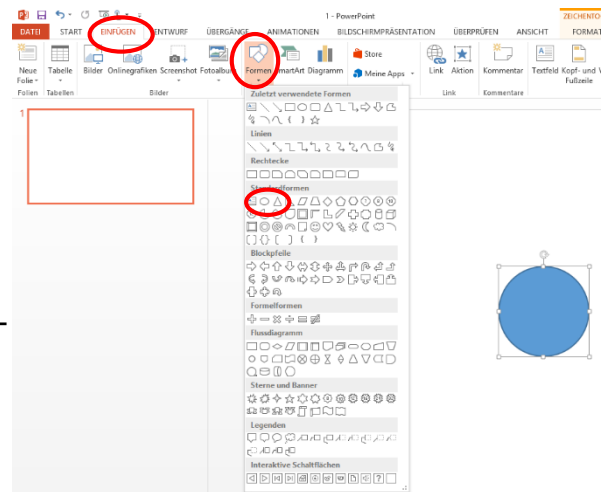 1 - PowerPoint
ZEICHENTO
DATEI START EINFÜGEN ENTWURF ÜBERGÄNGE ANIMATIONEN BILDSCHIRMPRÄSENTATION ÜBERPRÜFEN ANSICHT FORMAT
Store
Meine Apps
Neue Folie Tabelle Bilder Onlinegrafiken Screenshot Fotoalbum Formen SmartArt Diagramm Link Aktion Kommentar Textfeld Kopf- und Fußzeile
Folien Tabellen Bilder Link Kommentare
Zuletzt verwendete Formen
1
Linien
Rechtecke
Standardformen
Blockpfeile
Formelformen
Flussdiagramm
Sterne und Banner
Legenden
Interaktive Schaltflächen